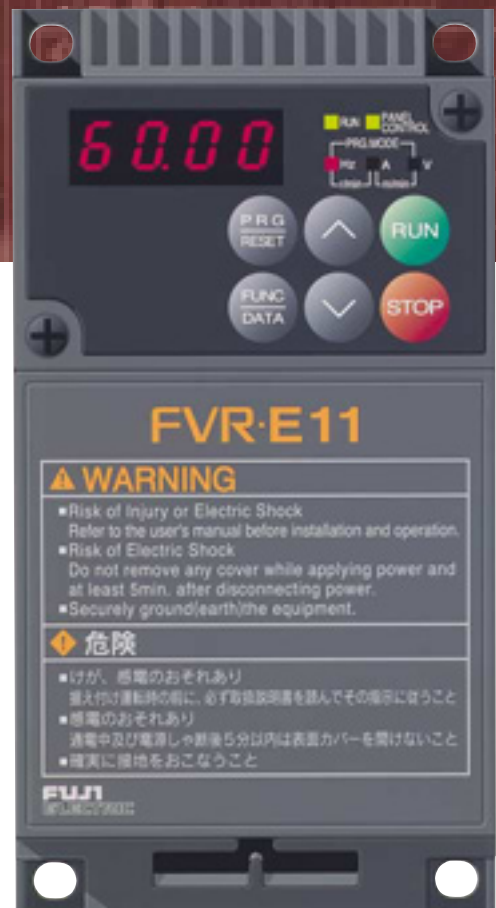 60.00
RUN PANEL CONTROL
PRG.MODE
Hz A V
r/min m/min
PRG RESET
RUN
FUNC DATA
STOP
FVR·E11
WARNING
■Risk of Injury or Electric Shock
Refer to the user's manual before installation and operation.
■Risk of Electric Shock
Do not remove any cover while applying power and
at least 5min. after disconnecting power.
■Securely ground(earth)the equipment.
危険
■けが、感電のおそれあり
据え付け運転時の前に、必ず取扱説明書を読んでその指示に従うこと
■感電のおそれあり
通電中及び電源しゃ断後5分以内は表面カバーを開けないこと
■確実に接地をおこなうこと
FUJI
ELECTRIC